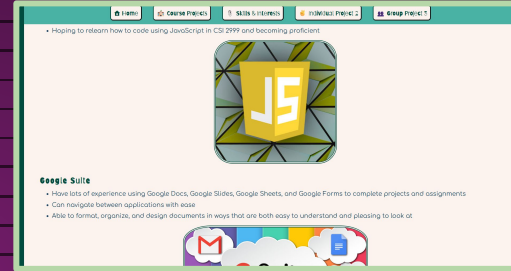 Home Course Projects Skills & Interests Individual Project 2 Group Project 5
Hoping to relearn how to code using JavaScript in CSI 2999 and becoming proficient
JS
Google Suite
Have lots of experience using Google Docs, Google Slides, Google Sheets, and Google Forms to complete projects and assignments
Can navigate between applications with ease
Able to format, organize, and design documents in ways that are both easy to understand and pleasing to look at